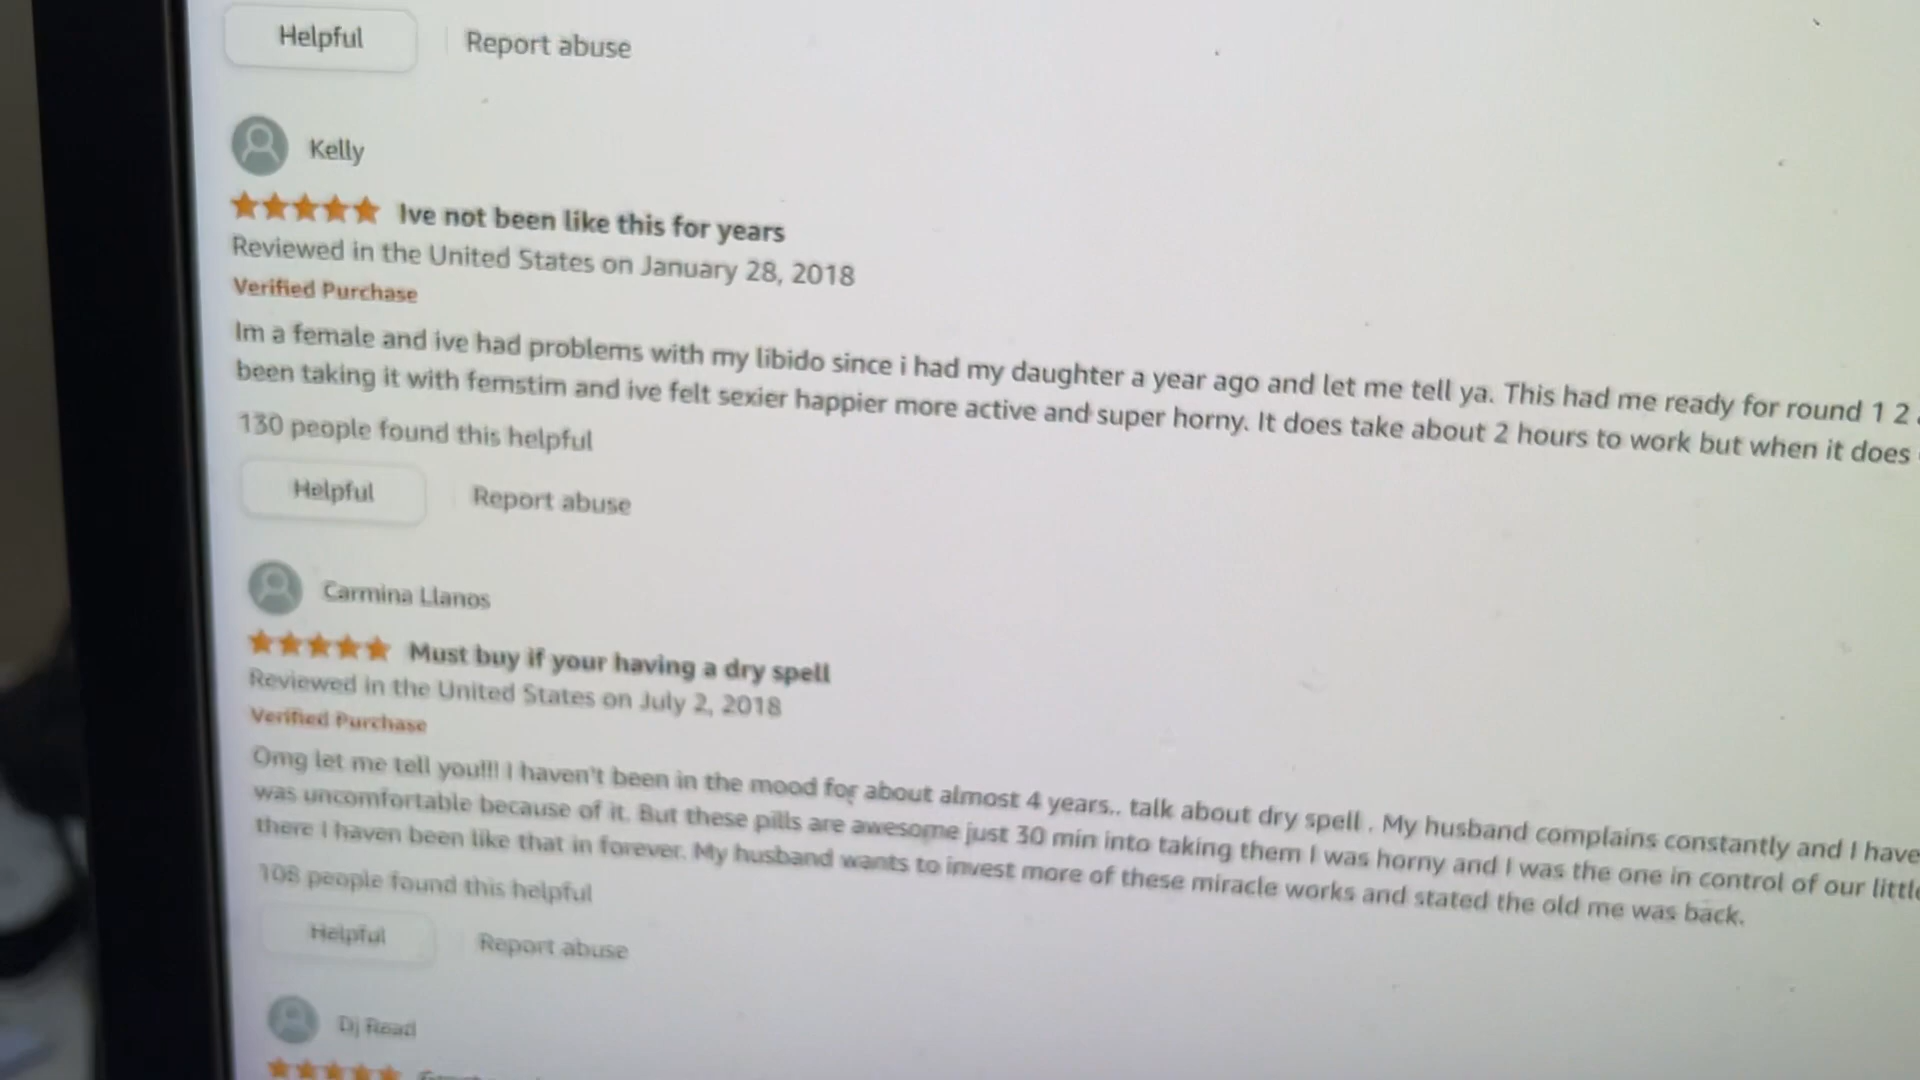 Helpful
Report abuse
Kelly
Ive not been like this for years
Reviewed in the United States on January 28, 2018
Verified Purchase
Im a female and ive had problems with my libido since i had my daughter a year ago and let me tell ya. This had me ready for round 1 2
been taking it with femstim and ive felt sexier happier more active and super horny. It does take about 2 hours to work but when it does
130 people found this helpful
Helpful
Report abuse
Carmina Llanos
Must buy if your having a dry spell
Reviewed in the United States on July 2, 2018
Verified Purchase
Omg let me tell you!!! I haven't been in the mood for about almost 4 years.. talk about dry spell . My husband complains constantly and I have
was uncomfortable because of it. But these pills are awesome just 30 min into taking them I was horny and I was the one in control of our little
there I haven been like that in forever. My husband wants to invest more of these miracle works and stated the old me was back.
108 people found this helpful
Helpful
Report abuse
Dj Read